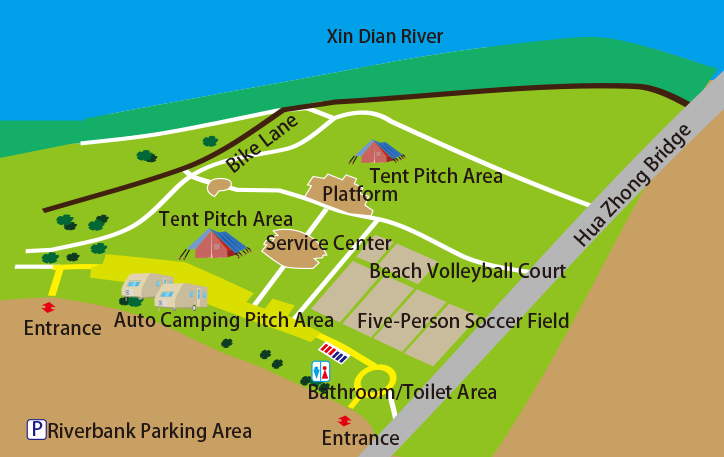 Xin Dian River
Bike Lane
Hua Zhong Bridge
Tent Pitch Area
Platform
Tent Pitch Area
Service Center
Beach Volleyball Court
Entrance
Auto Camping Pitch Area
Five-Person Soccer Field
Bathroom/Toilet Area
P Riverbank Parking Area
Entrance